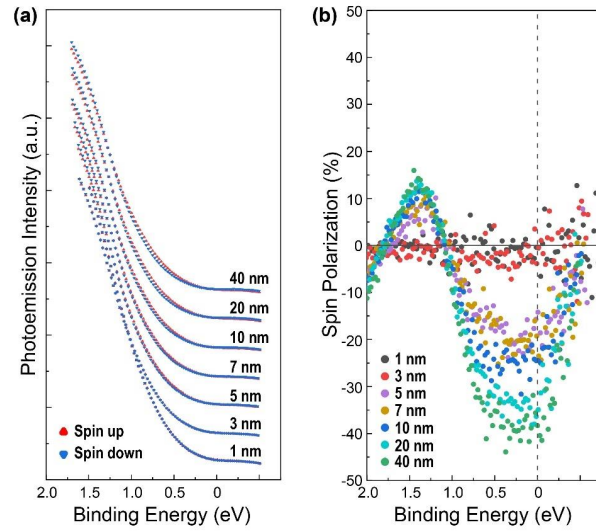 (a)
Photoemission Intensity (a.u.)
40 nm
20 nm
10 nm
7 nm
5 nm
3 nm
1 nm
Spin up
Spin down
2.0 1.5 1.0 0.5 0
Binding Energy (eV)
(b)
Spin Polarization (%)
50
40
30
20
10
0
-10
-20
-30
-40
-50
1 nm
3 nm
5 nm
7 nm
10 nm
20 nm
40 nm
2.0 1.5 1.0 0.5 0
Binding Energy (eV)